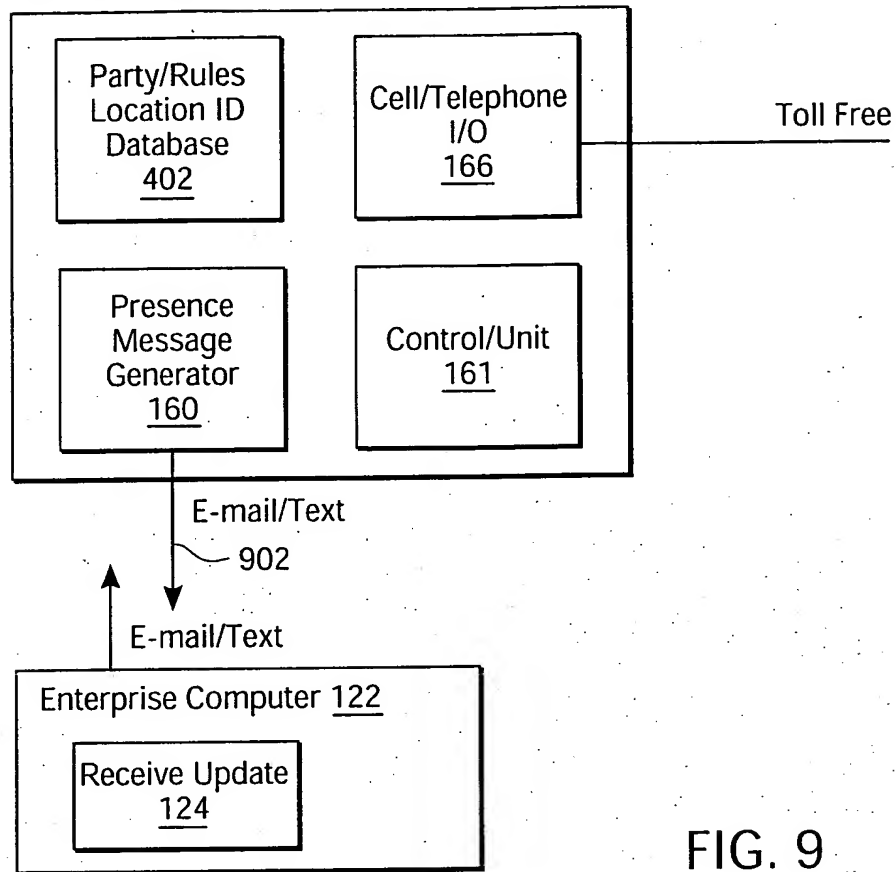 Party/Rules
Location ID
Database
402
Cell/Telephone
I/O
166
Toll Free
Presence
Message
Generator
160
Control/Unit
161
E-mail/Text
902
E-mail/Text
Enterprise Computer 122
Receive Update
124
FIG. 9